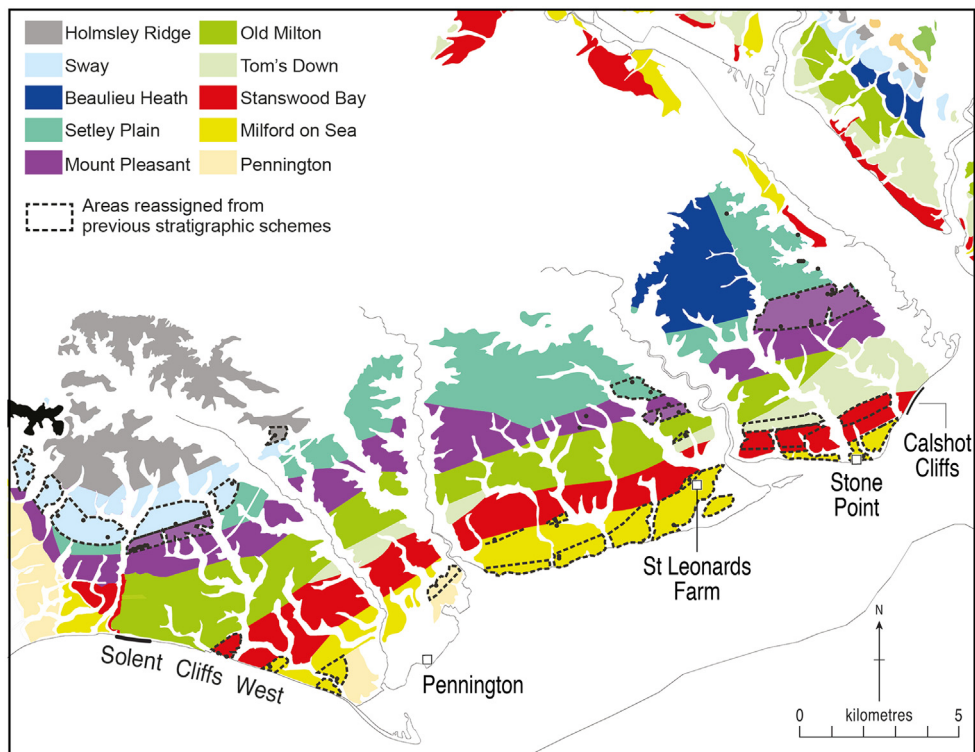 Holmsley Ridge
Sway
Beaulieu Heath
Setley Plain
Mount Pleasant
Old Milton
Tom's Down
Stanswood Bay
Milford on Sea
Pennington
Areas reassigned from
previous stratigraphic schemes
Calshot
Cliffs
Stone
Point
St Leonards
Farm
Solent Cliffs West
Pennington
N
0 kilometres 5